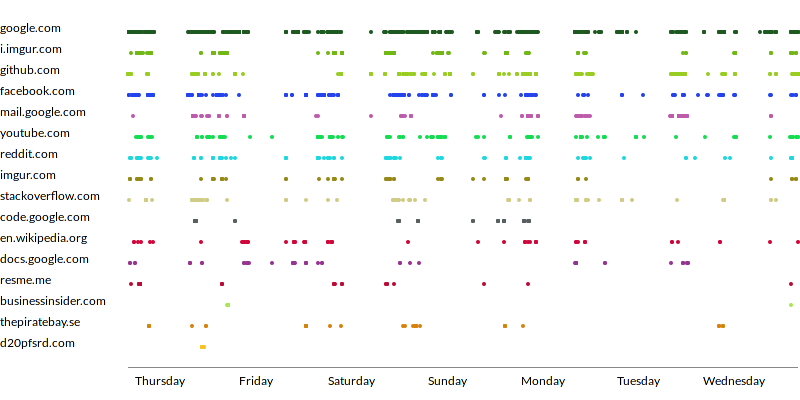 google.com
i.imgur.com
github.com
facebook.com
mail.google.com
youtube.com
reddit.com
imgur.com
stackoverflow.com
code.google.com
en.wikipedia.org
docs.google.com
resme.me
businessinsider.com
thepiratebay.se
d20pfsrd.com
Thursday Friday Saturday Sunday Monday Tuesday Wednesday